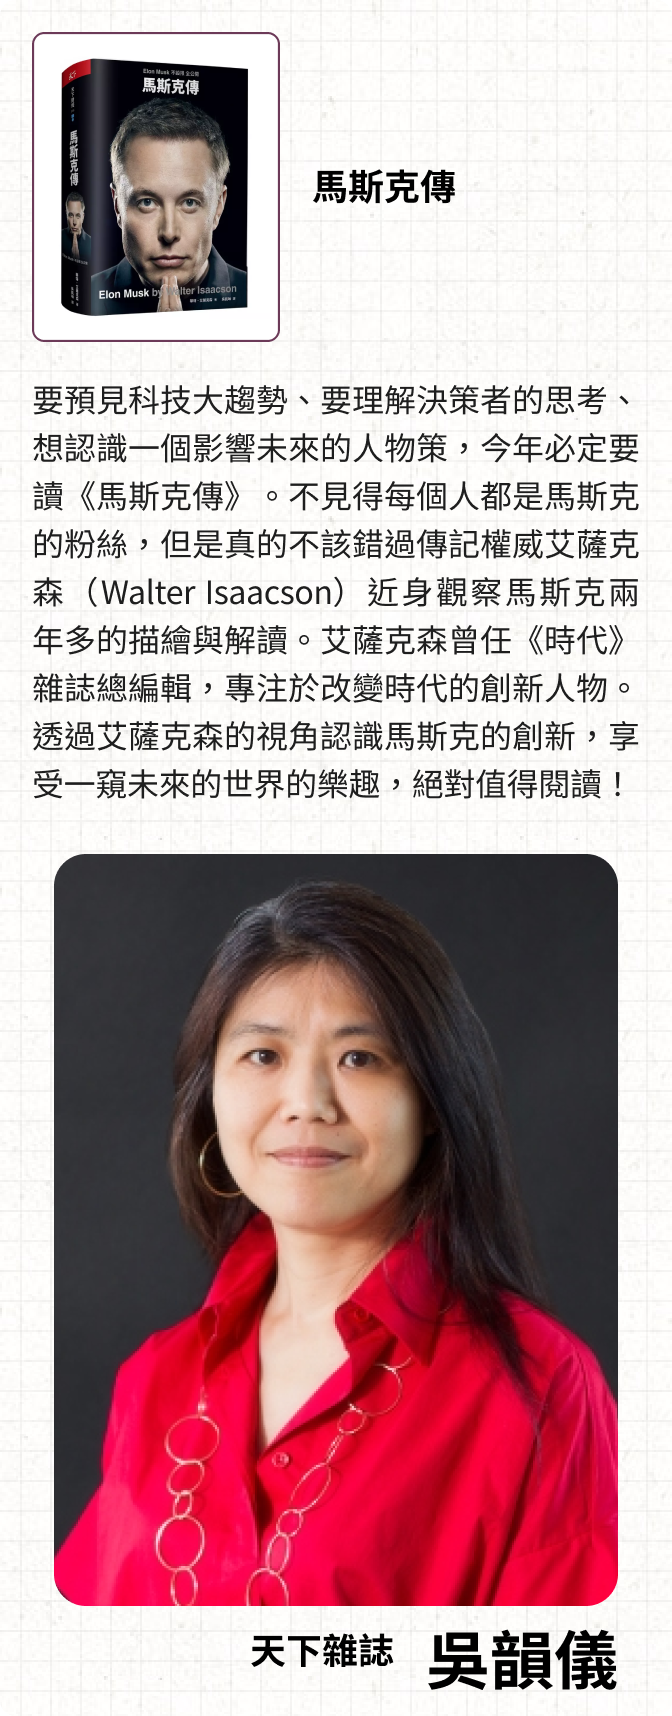 Elon Musk 不設限 全公開
馬斯克傳
馬斯克傳
Elon Musk by Walter Isaacson
馬斯克傳
要預見科技大趨勢、要理解決策者的思考、
想認識一個影響未來的人物策，今年必定要
讀《馬斯克傳》。不見得每個人都是馬斯克
的粉絲，但是真的不該錯過傳記權威艾薩克
森（Walter Isaacson）近身觀察馬斯克兩
年多的描繪與解讀。艾薩克森曾任《時代》
雜誌總編輯，專注於改變時代的創新人物。
透過艾薩克森的視角認識馬斯克的創新，享
受一窺未來的世界的樂趣，絕對值得閱讀！
天下雜誌 吳韻儀